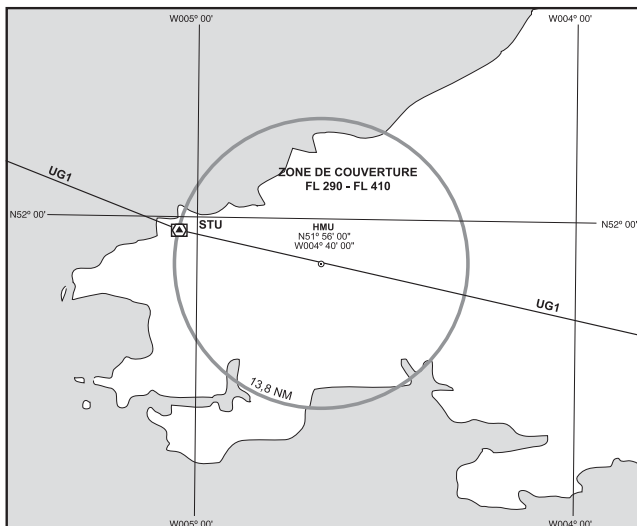 W005° 00'
W004° 00'
UG1
ZONE DE COUVERTURE
FL 290 - FL 410
N52° 00'
STU
HMU
N51° 56' 00"
W004° 40' 00"
N52° 00'
UG1
13,8 NM
W005° 00'
W004° 00'